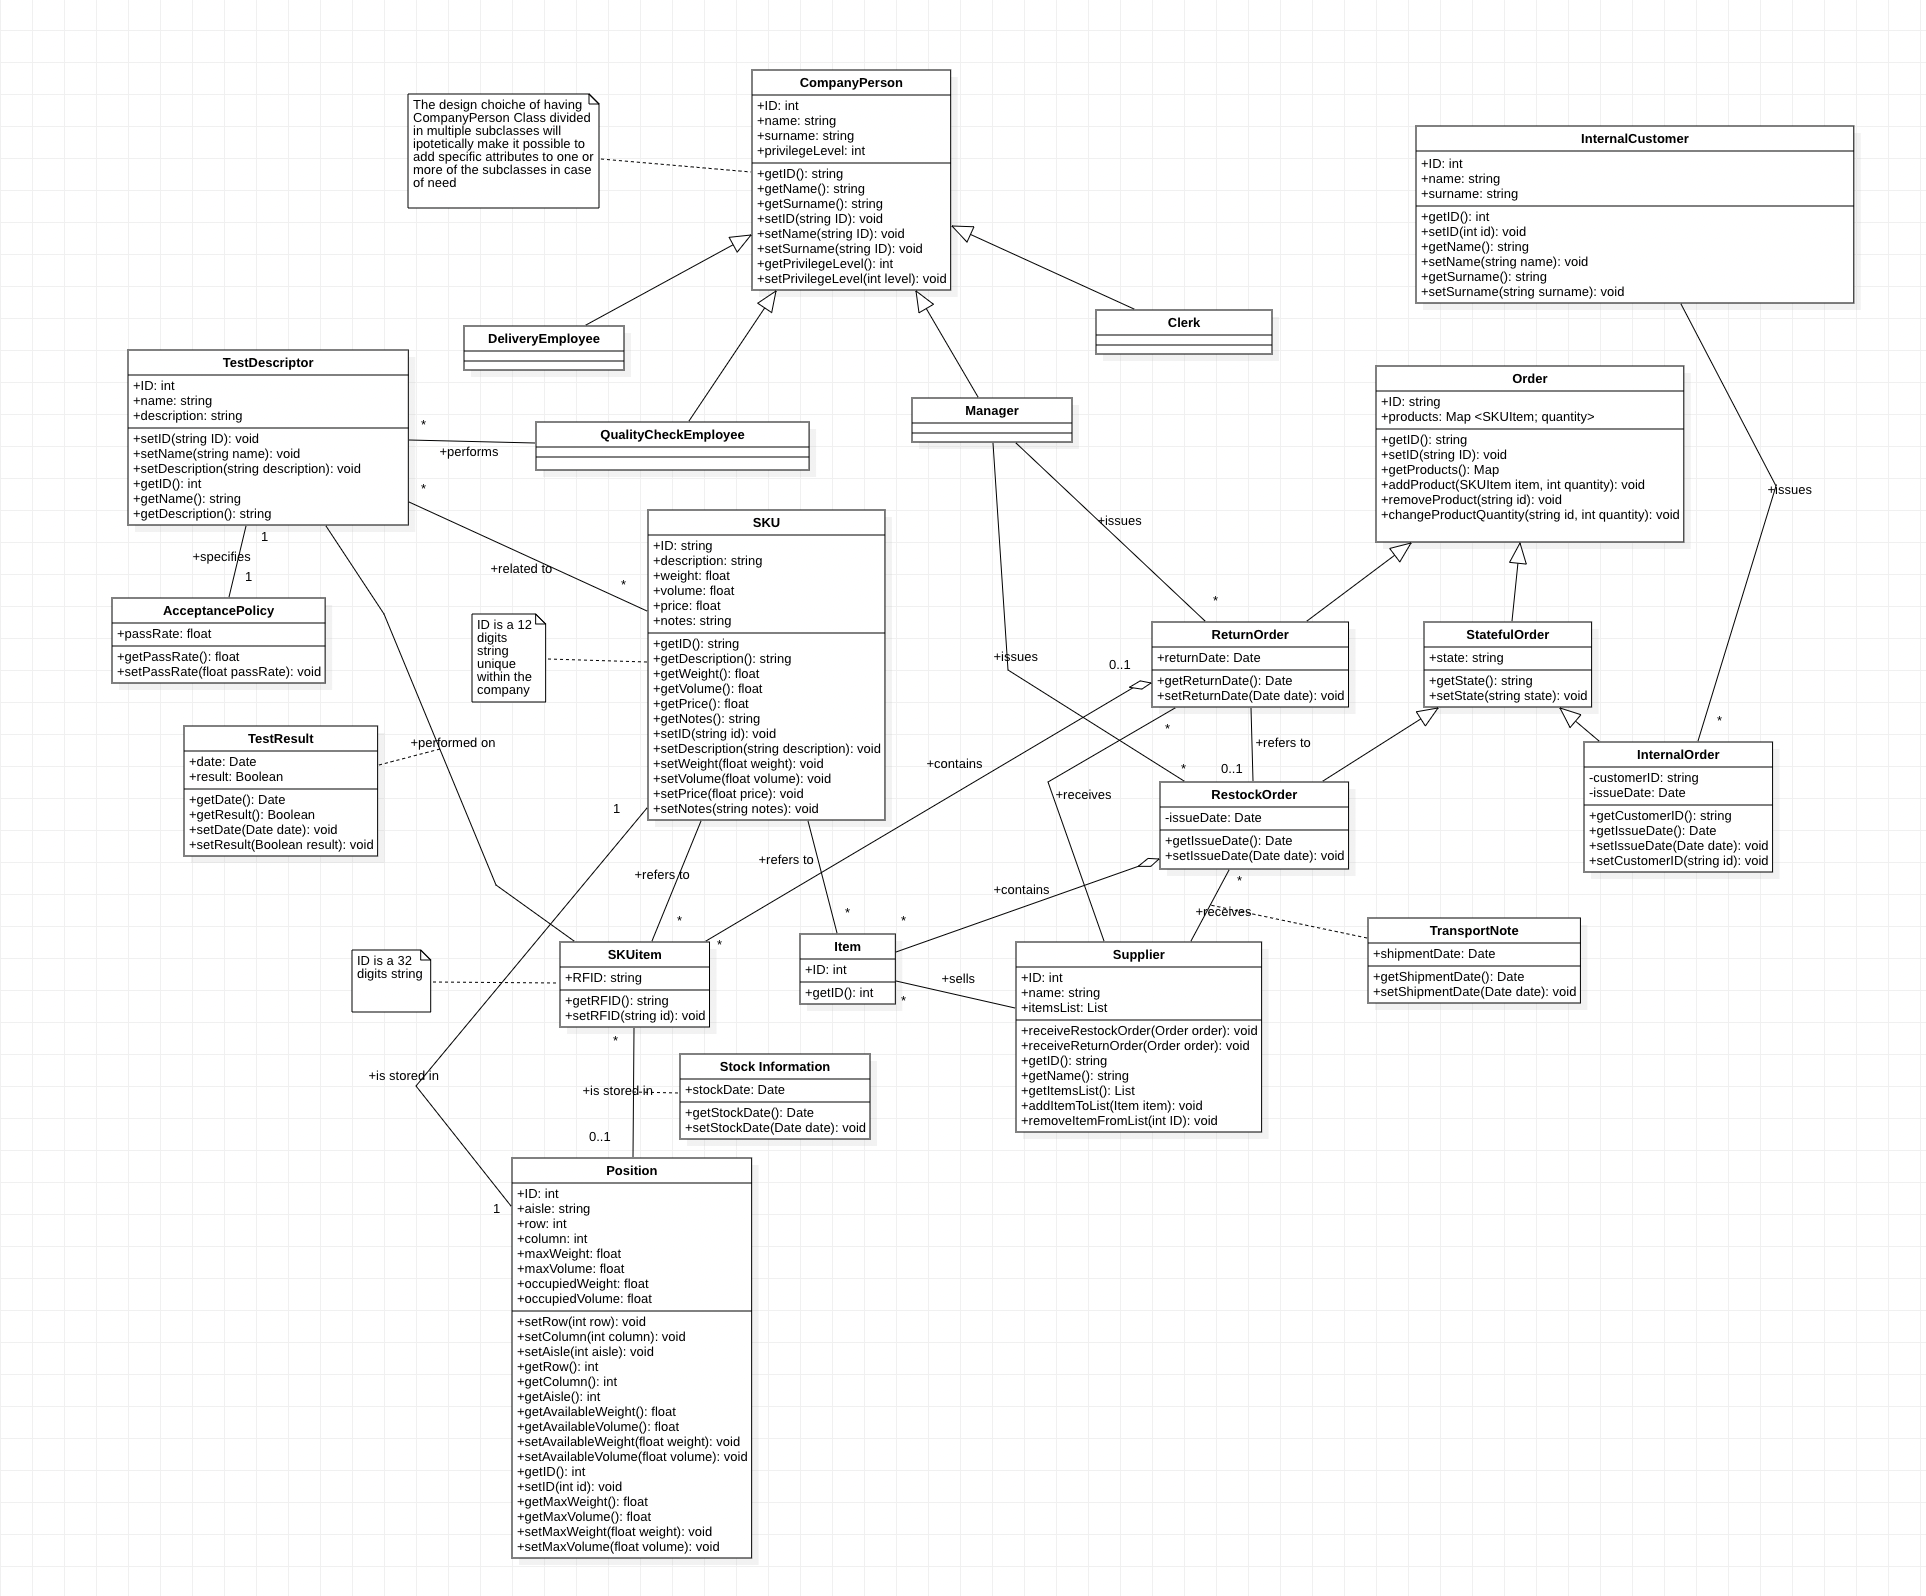 CompanyPerson
+ID: int
+name: string
+surname: string
+privilegeLevel: int
+getID(): string
+getName(): string
+getSurname(): string
+setID(string ID): void
+setName(string ID): void
+setSurname(string ID): void
+getPrivilegeLevel(): int
+setPrivilegeLevel(int level): void
The design choiche of having
CompanyPerson Class divided
in multiple subclasses will
ipotetically make it possible to
add specific attributes to one or
more of the subclasses in case
of need
InternalCustomer
+ID: int
+name: string
+surname: string
+getID(): int
+setID(int id): void
+getName(): string
+setName(string name): void
+getSurname(): string
+setSurname(string surname): void
DeliveryEmployee
Clerk
TestDescriptor
+ID: int
+name: string
+description: string
+setID(string ID): void
+setName(string name): void
+setDescription(string description): void
+getID(): int
+getName(): string
+getDescription(): string
*
+performs
*
QualityCheckEmployee
Manager
Order
+ID: string
+products: Map <SKUItem; quantity>
+getID(): string
+setID(string ID): void
+getProducts(): Map
+addProduct(SKUItem item, int quantity): void
+removeProduct(string id): void
+changeProductQuantity(string id, int quantity): void
+issues
+issues
*
+issues
*
1
+specifies
1
+related to
*
AcceptancePolicy
+passRate: float
+getPassRate(): float
+setPassRate(float passRate): void
SKU
+ID: string
+description: string
+weight: float
+volume: float
+price: float
+notes: string
+getID(): string
+getDescription(): string
+getWeight(): float
+getVolume(): float
+getPrice(): float
+getNotes(): string
+setID(string id): void
+setDescription(string description): void
+setWeight(float weight): void
+setVolume(float volume): void
+setPrice(float price): void
+setNotes(string notes): void
ID is a 12
digits
string
unique
within the
company
ReturnOrder
+returnDate: Date
+getReturnDate(): Date
+setReturnDate(Date date): void
0..1
StatefulOrder
+state: string
+getState(): string
+setState(string state): void
*
+refers to
0..1
*
TestResult
+date: Date
+result: Boolean
+getDate(): Date
+getResult(): Boolean
+setDate(Date date): void
+setResult(Boolean result): void
+performed on
+contains
+receives
RestockOrder
-issueDate: Date
+getIssueDate(): Date
+setIssueDate(Date date): void
InternalOrder
-customerID: string
-issueDate: Date
+getCustomerID(): string
+getIssueDate(): Date
+setIssueDate(Date date): void
+setCustomerID(string id): void
1
+refers to
+refers to
+contains
*
*
*
*
*
+receives
TransportNote
+shipmentDate: Date
+getShipmentDate(): Date
+setShipmentDate(Date date): void
ID is a 32
digits string
SKUitem
+RFID: string
+getRFID(): string
+setRFID(string id): void
Item
+ID: int
+getID(): int
+sells
*
Supplier
+ID: int
+name: string
+itemsList: List
+receiveRestockOrder(Order order): void
+receiveReturnOrder(Order order): void
+getID(): string
+getName(): string
+getItemsList(): List
+addItemToList(Item item): void
+removeItemFromList(int ID): void
*
Stock Information
+stockDate: Date
+getStockDate(): Date
+setStockDate(Date date): void
+is stored in
+is stored in
0..1
1
Position
+ID: int
+aisle: string
+row: int
+column: int
+maxWeight: float
+maxVolume: float
+occupiedWeight: float
+occupiedVolume: float
+setRow(int row): void
+setColumn(int column): void
+setAisle(int aisle): void
+getRow(): int
+getColumn(): int
+getAisle(): int
+getAvailableWeight(): float
+getAvailableVolume(): float
+setAvailableWeight(float weight): void
+setAvailableVolume(float volume): void
+getID(): int
+setID(int id): void
+getMaxWeight(): float
+getMaxVolume(): float
+setMaxWeight(float weight): void
+setMaxVolume(float volume): void